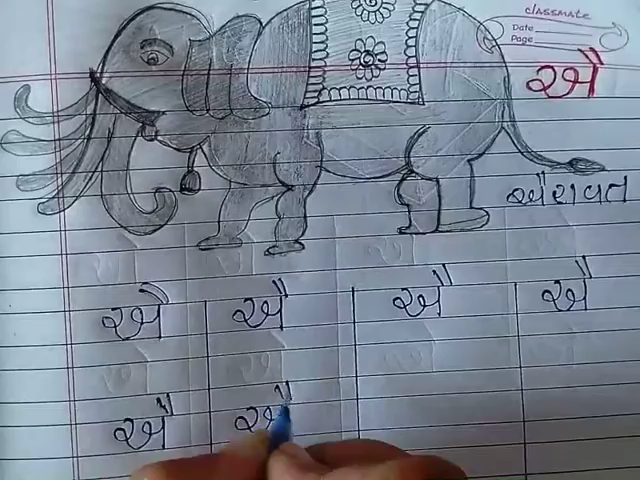 classmate
Date
Page
ઐ
ઐરાવત
ઐ ઐ ઐ ઐ
ઐ ઐ